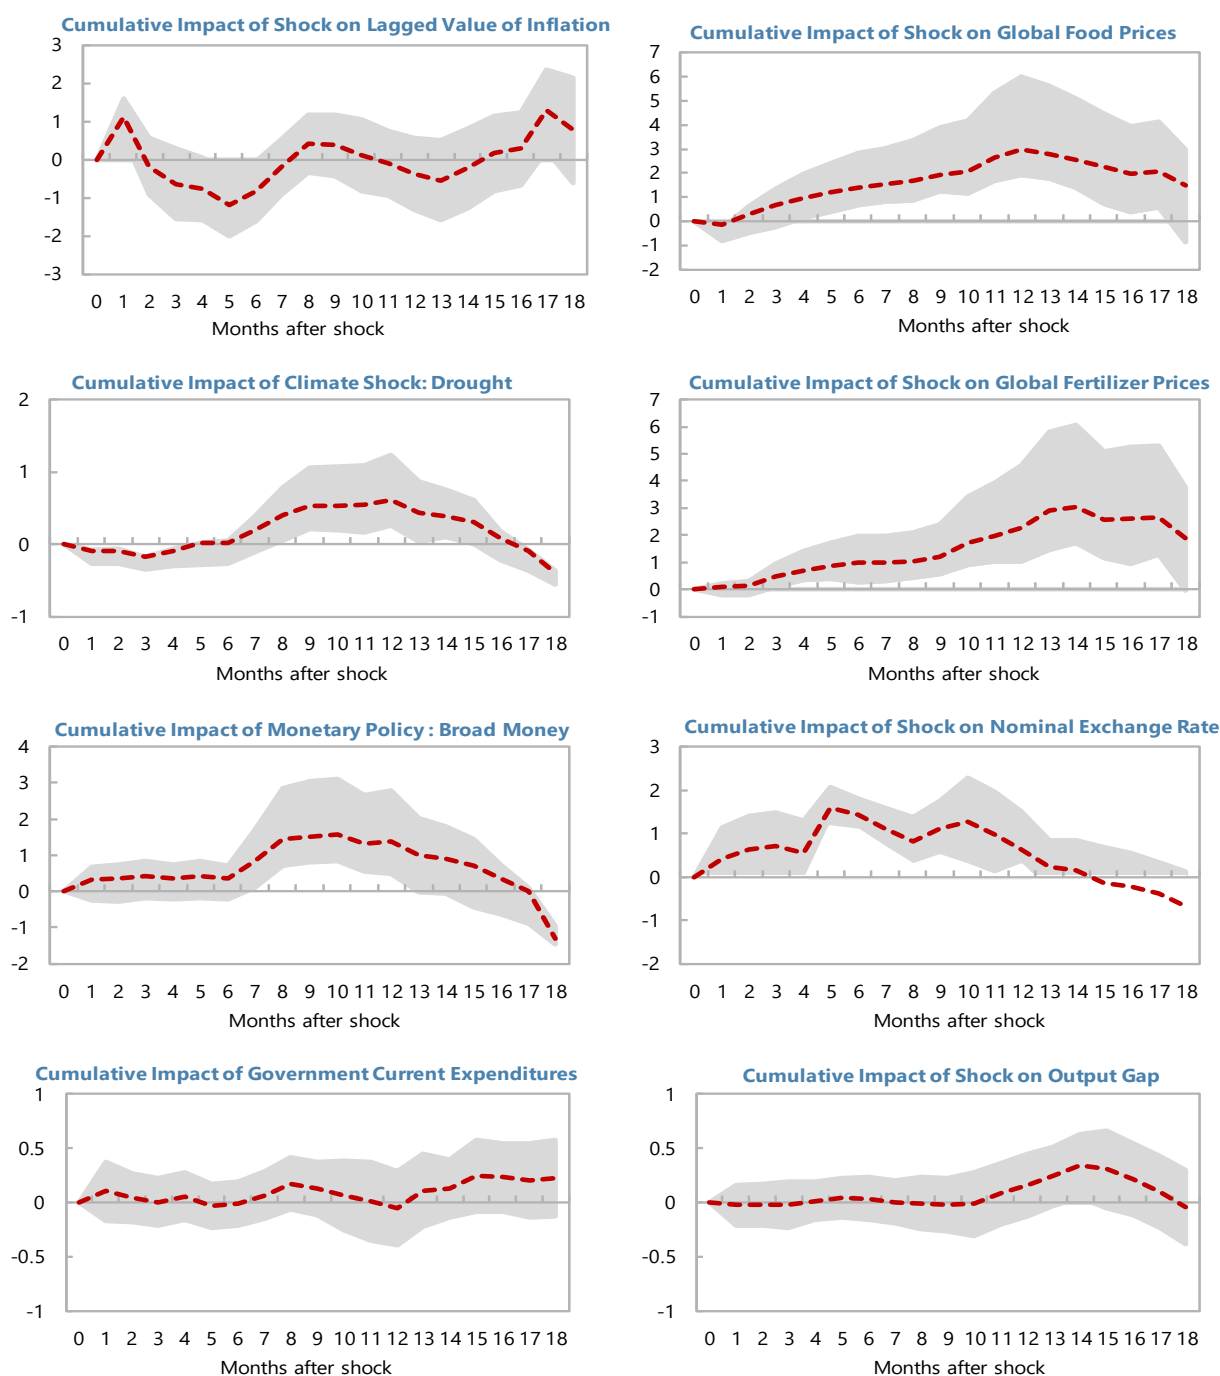 Cumulative Impact of Shock on Lagged Value of Inflation
3
2
1
0
-1
-2
-3
0 1 2 3 4 5 6 7 8 9 10 11 12 13 14 15 16 17 18
Months after shock
Cumulative Impact of Shock on Global Food Prices
7
6
5
4
3
2
1
0
-1
-2
0 1 2 3 4 5 6 7 8 9 10 11 12 13 14 15 16 17 18
Months after shock
Cumulative Impact of Climate Shock: Drought
2
1
0
-1
0 1 2 3 4 5 6 7 8 9 10 11 12 13 14 15 16 17 18
Months after shock
Cumulative Impact of Shock on Global Fertilizer Prices
7
6
5
4
3
2
1
0
-1
0 1 2 3 4 5 6 7 8 9 10 11 12 13 14 15 16 17 18
Months after shock
Cumulative Impact of Monetary Policy : Broad Money
4
3
2
1
0
-1
-2
0 1 2 3 4 5 6 7 8 9 10 11 12 13 14 15 16 17 18
Months after shock
Cumulative Impact of Shock on Nominal Exchange Rate
3
2
1
0
-1
-2
0 1 2 3 4 5 6 7 8 9 10 11 12 13 14 15 16 17 18
Months after shock
Cumulative Impact of Government Current Expenditures
1
0.5
0
-0.5
-1
0 1 2 3 4 5 6 7 8 9 10 11 12 13 14 15 16 17 18
Months after shock
Cumulative Impact of Shock on Output Gap
1
0.5
0
-0.5
-1
0 1 2 3 4 5 6 7 8 9 10 11 12 13 14 15 16 17 18
Months after shock